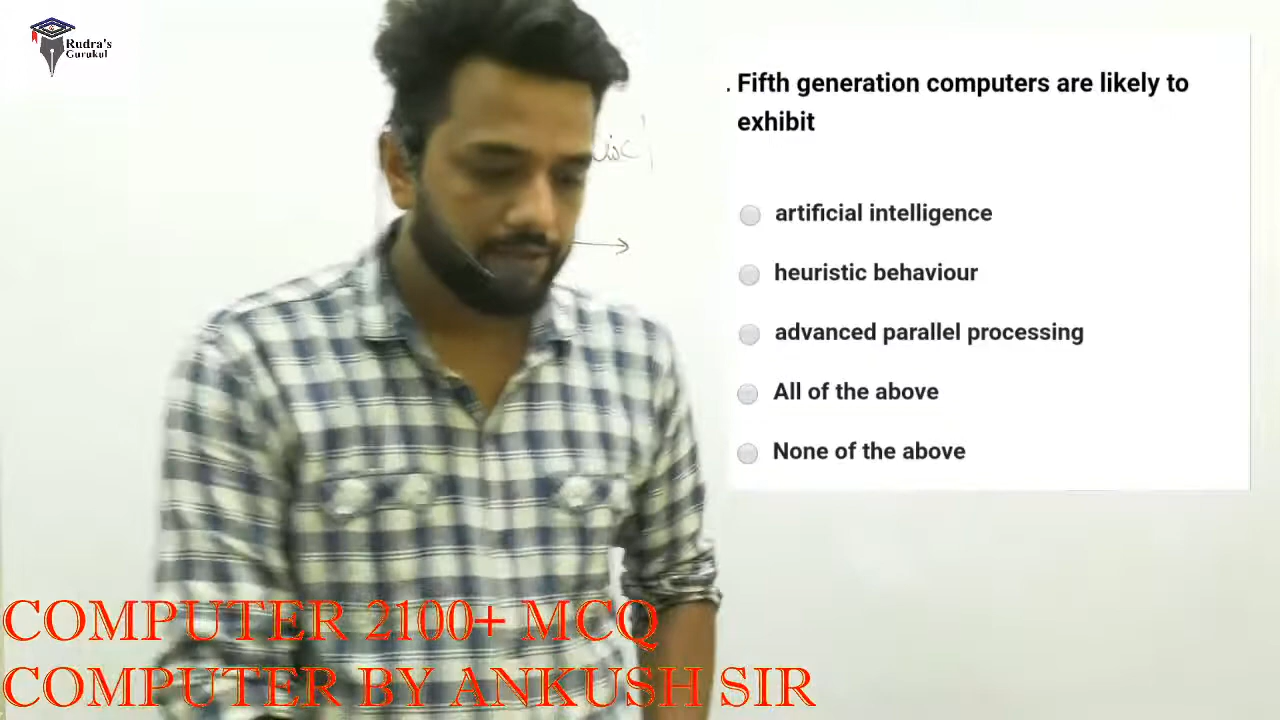 Rudra's
Gurukul
. Fifth generation computers are likely to
exhibit
artificial intelligence
heuristic behaviour
advanced parallel processing
All of the above
None of the above
COMPUTER 2100+ MCQ
COMPUTER BY ANKUSH SIR